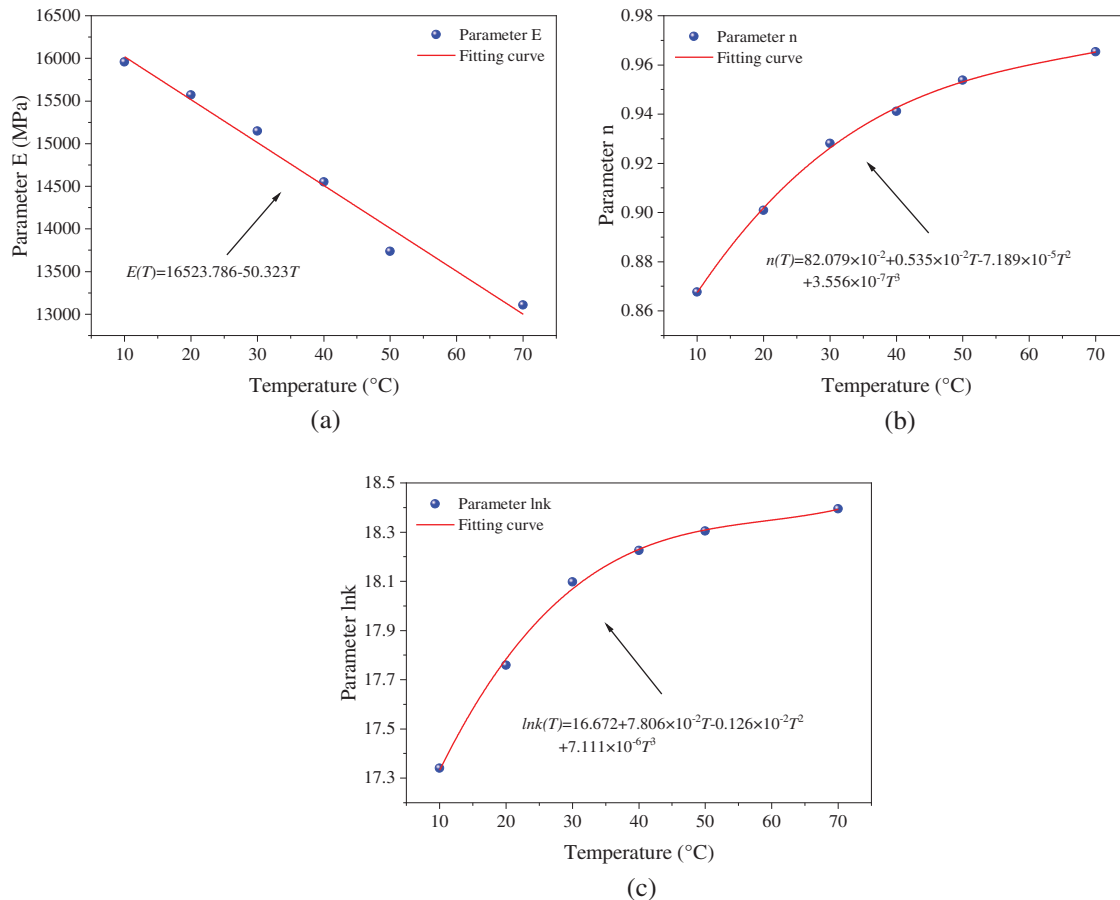 Parameter E
Fitting curve
16000
15500
15000
14500
14000
13500
13000
Parameter E (MPa)
E(T)=16523.786-50.323T
10 20 30 40 50 60 70
Temperature (°C)
(a)
Parameter n
Fitting curve
0.98
0.96
0.94
0.92
0.90
0.88
0.86
Parameter n
n(T)=82.079×10⁻²+0.535×10⁻²T-7.189×10⁻⁵T²
+3.556×10⁻⁷T³
10 20 30 40 50 60 70
Temperature (°C)
(b)
Parameter lnk
Fitting curve
18.5
18.3
18.1
17.9
17.7
17.5
17.3
Parameter lnk
lnk(T)=16.672+7.806×10⁻²T-0.126×10⁻²T²
+7.111×10⁻⁶T³
10 20 30 40 50 60 70
Temperature (°C)
(c)